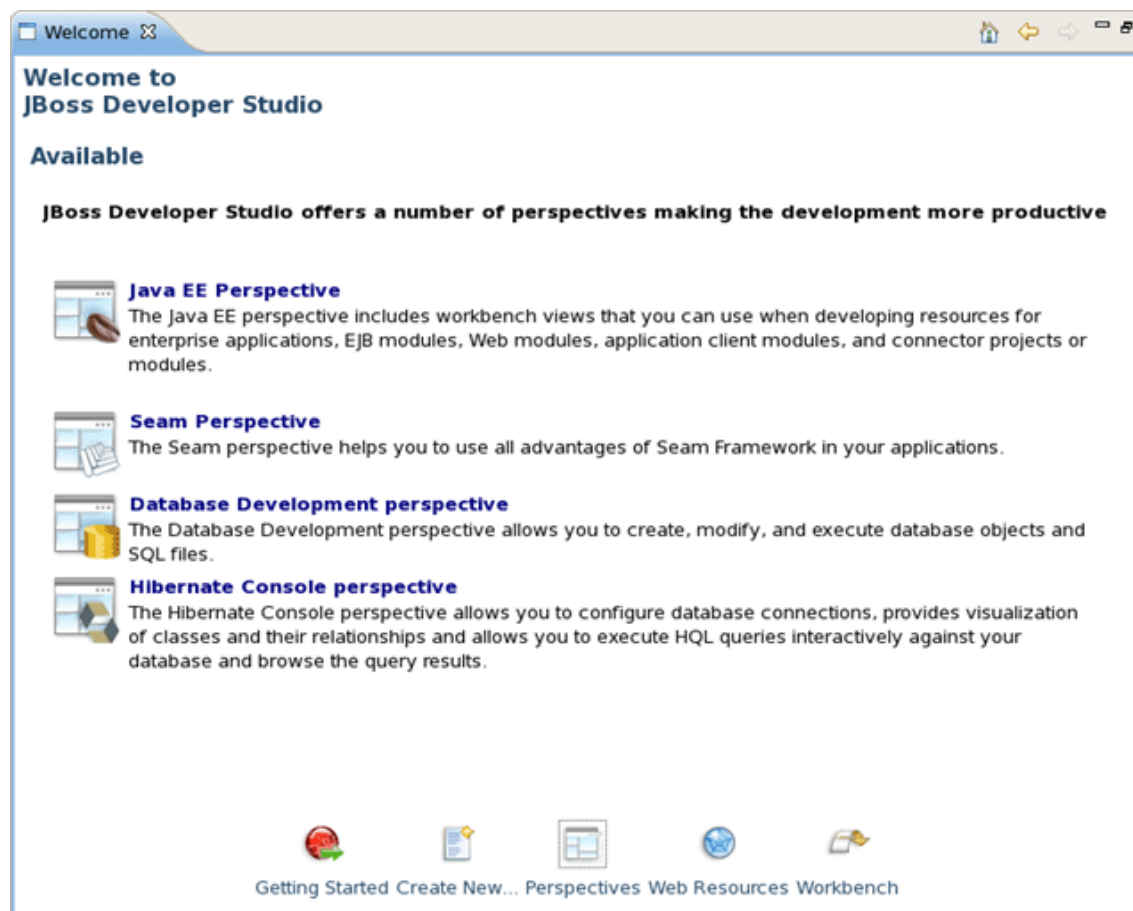 Welcome
Welcome to
JBoss Developer Studio
Available
JBoss Developer Studio offers a number of perspectives making the development more productive
Java EE Perspective
The Java EE perspective includes workbench views that you can use when developing resources for
enterprise applications, EJB modules, Web modules, application client modules, and connector projects or
modules.
Seam Perspective
The Seam perspective helps you to use all advantages of Seam Framework in your applications.
Database Development perspective
The Database Development perspective allows you to create, modify, and execute database objects and
SQL files.
Hibernate Console perspective
The Hibernate Console perspective allows you to configure database connections, provides visualization
of classes and their relationships and allows you to execute HQL queries interactively against your
database and browse the query results.
Getting Started Create New... Perspectives Web Resources Workbench